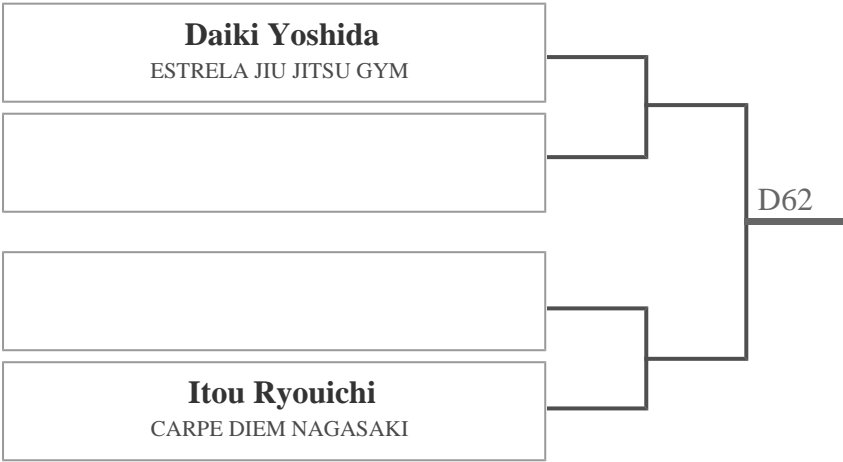 Daiki Yoshida
ESTRELA JIU JITSU GYM
D62
Itou Ryouichi
CARPE DIEM NAGASAKI